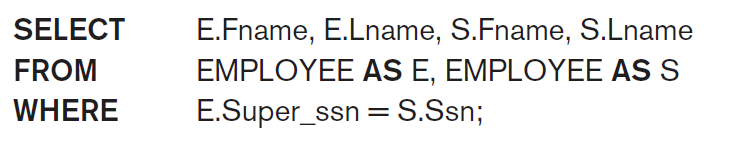 SELECT E.Fname, E.Lname, S.Fname, S.Lname
FROM EMPLOYEE AS E, EMPLOYEE AS S
WHERE E.Super_ssn = S.Ssn;